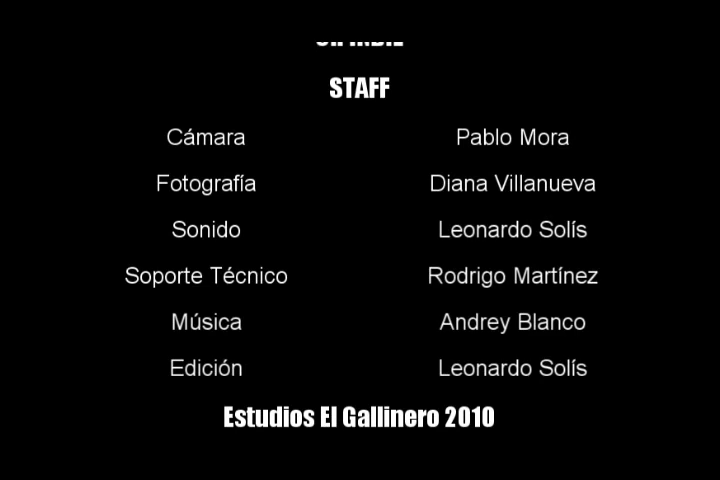 STAFF
Cámara Pablo Mora
Fotografía Diana Villanueva
Sonido Leonardo Solís
Soporte Técnico Rodrigo Martínez
Música Andrey Blanco
Edición Leonardo Solís
Estudios El Gallinero 2010